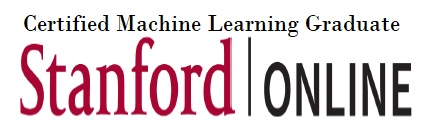 Certified Machine Learning Graduate
Stanford | ONLINE